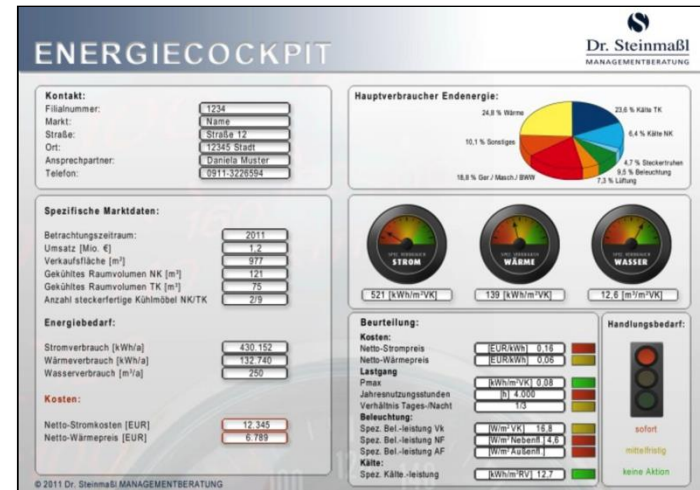 ENERGIECOCKPIT
Dr. Steinmaßl
MANAGEMENTBERATUNG
Kontakt:
Filialnummer: 1234
Markt: Name
Straße: Straße 12
Ort: 12345 Stadt
Ansprechpartner: Daniela Muster
Telefon: 0911-3226594
Hauptverbraucher Endenergie:
24,8 % Wärme
23,6 % Kälte TK
6,4 % Kälte NK
10,1 % Sonstiges
4,7 % Steckertruhen
9,5 % Beleuchtung
18,8 % Ger./ Masch./ BWW
7,3 % Lüftung
Spezifische Marktdaten:
Betrachtungszeitraum: 2011
Umsatz [Mio. €] 1,2
Verkaufsfläche [m²] 977
Gekühltes Raumvolumen NK [m³] 121
Gekühltes Raumvolumen TK [m³] 75
Anzahl steckerfertige Kühlmöbel NK/TK 2/9
SPEZ. VERBRAUCH
STROM
SPEZ. VERBRAUCH
WÄRME
SPEZ. VERBRAUCH
WASSER
521 [kWh/m²VK]
139 [kWh/m²VK]
12,6 [m³/m²VK]
Energiebedarf:
Stromverbrauch [kWh/a] 430.152
Wärmeverbrauch [kWh/a] 132.740
Wasserverbrauch [m³/a] 250
Kosten:
Netto-Stromkosten [EUR] 12.345
Netto-Wärmepreis [EUR] 6.789
Beurteilung:
Kosten:
Netto-Strompreis [EUR/kWh] 0,16
Netto-Wärmepreis [EUR/kWh] 0,06
Lastgang
Pmax [kWh/m²VK] 0,08
Jahresnutzungsstunden [h] 4.000
Verhältnis Tages-/Nacht 1/3
Beleuchtung:
Spez. Bel.-leistung Vk [W/m²VK] 16,8
Spez. Bel.-leistung NF [W/m²Nebenfl.] 4,6
Spez. Bel.-leistung AF [W/m²Außenfl.]
Kälte:
Spez. Kälte.-leistung [kWh/m³RV] 12,7
Handlungsbedarf:
sofort
mittelfristig
keine Aktion
© 2011 Dr. Steinmaßl MANAGEMENTBERATUNG